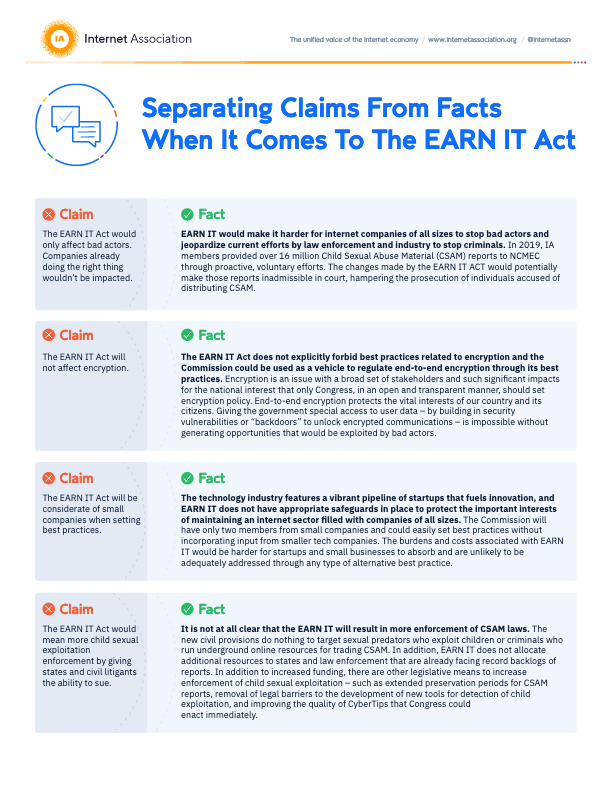 IA Internet Association
The unified voice of the internet economy / www.internetassociation.org / @internetassn
Separating Claims From Facts
When It Comes To The EARN IT Act
Claim
The EARN IT Act would
only affect bad actors.
Companies already
doing the right thing
wouldn't be impacted.
Fact
EARN IT would make it harder for internet companies of all sizes to stop bad actors and
jeopardize current efforts by law enforcement and industry to stop criminals. In 2019, IA
members provided over 16 million Child Sexual Abuse Material (CSAM) reports to NCMEC
through proactive, voluntary efforts. The changes made by the EARN IT ACT would potentially
make those reports inadmissible in court, hampering the prosecution of individuals accused of
distributing CSAM.
Claim
The EARN IT Act will
not affect encryption.
Fact
The EARN IT Act does not explicitly forbid best practices related to encryption and the
Commission could be used as a vehicle to regulate end-to-end encryption through its best
practices. Encryption is an issue with a broad set of stakeholders and such significant impacts
for the national interest that only Congress, in an open and transparent manner, should set
encryption policy. End-to-end encryption protects the vital interests of our country and its
citizens. Giving the government special access to user data – by building in security
vulnerabilities or "backdoors" to unlock encrypted communications – is impossible without
generating opportunities that would be exploited by bad actors.
Claim
The EARN IT Act will be
considerate of small
companies when setting
best practices.
Fact
The technology industry features a vibrant pipeline of startups that fuels innovation, and
EARN IT does not have appropriate safeguards in place to protect the important interests
of maintaining an internet sector filled with companies of all sizes. The Commission will
have only two members from small companies and could easily set best practices without
incorporating input from smaller tech companies. The burdens and costs associated with EARN
IT would be harder for startups and small businesses to absorb and are unlikely to be
adequately addressed through any type of alternative best practice.
Claim
The EARN IT Act would
mean more child sexual
exploitation
enforcement by giving
states and civil litigants
the ability to sue.
Fact
It is not at all clear that the EARN IT will result in more enforcement of CSAM laws. The
new civil provisions do nothing to target sexual predators who exploit children or criminals who
run underground online resources for trading CSAM. In addition, EARN IT does not allocate
additional resources to states and law enforcement that are already facing record backlogs of
reports. In addition to increased funding, there are other legislative means to increase
enforcement of child sexual exploitation – such as extended preservation periods for CSAM
reports, removal of legal barriers to the development of new tools for detection of child
exploitation, and improving the quality of CyberTips that Congress could
enact immediately.